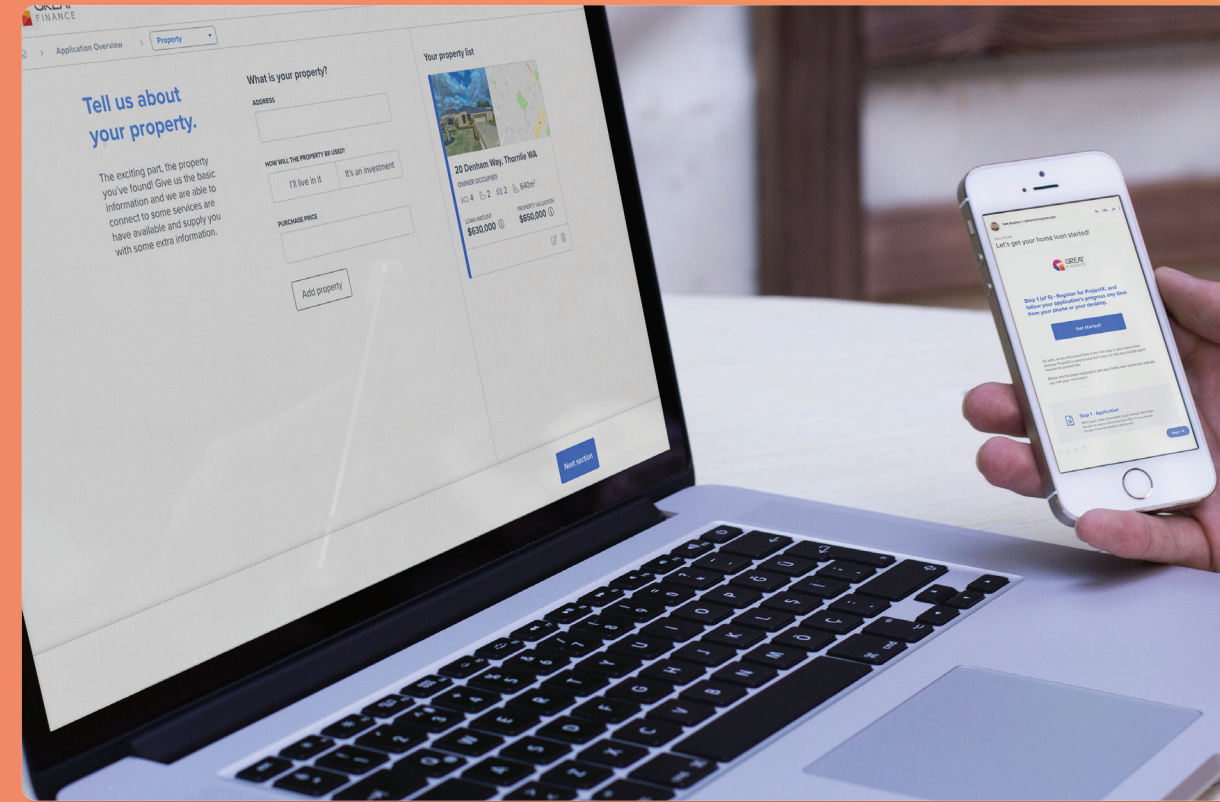 GREAT
FINANCE
Application Overview
Property
Tell us about
your property.
The exciting part, the property
you've found! Give us the basic
information and we are able to
connect to some services are
have available and supply you
with some extra information.
What is your property?
ADDRESS
HOW WILL THE PROPERTY BE USED?
I'll live in it
It's an investment
PURCHASE PRICE
Add property
Your property list
20 Denham Way, Thornlie WA
OWNER OCCUPIED
4 2 2 640m²
LOAN AMOUNT
$630,000
PROPERTY VALUATION
$650,000
Next section
Let's get your home loan started!
GREAT
FINANCE
Step 1 (of 5) - Register for ProjectX, and
follow your application's progress any time
from your phone or your desktop.
Get started!
Step 1 - Application